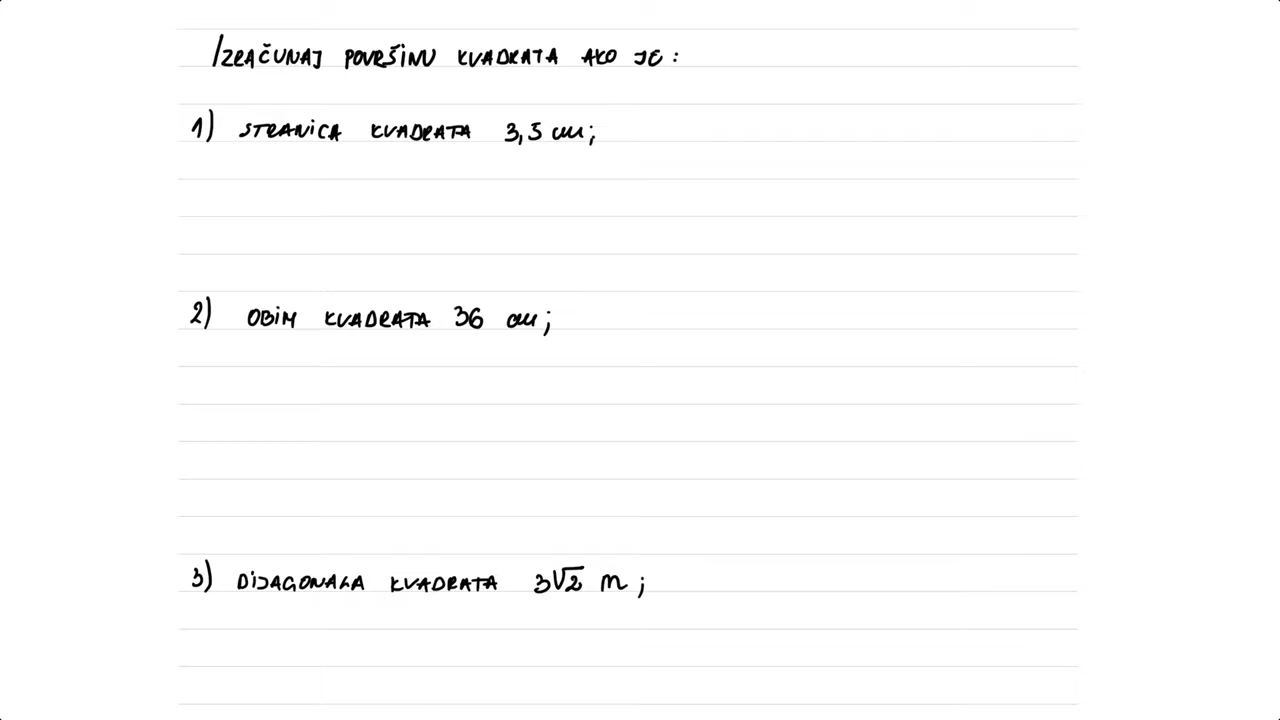 IZRAČUNAJ POVRŠINU KVADRATA AKO JE:
1) STRANICA KVADRATA 3,5 cm;
2) OBIM KVADRATA 36 cm;
3) DIJAGONALA KVADRATA 3√2 m;